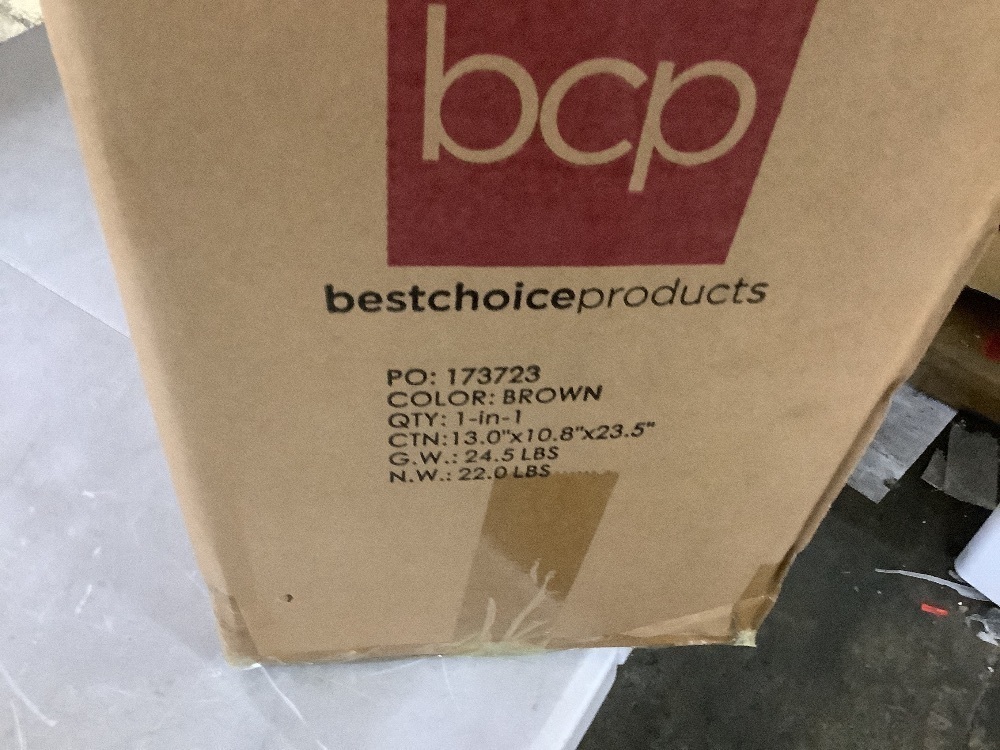 bcp
bestchoiceproducts
PO: 173723
COLOR: BROWN
QTY: 1-in-1
CTN:13.0"x10.8"x23.5"
G.W.: 24.5 LBS
N.W.: 22.0 LBS